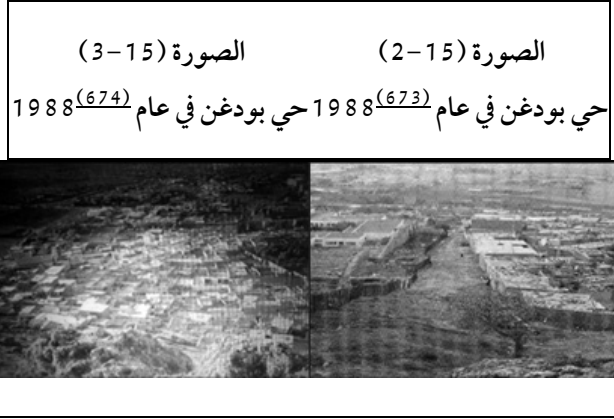 الصورة (15-2) الصورة (15-3)
حي بودغن في عام 1988(673) حي بودغن في عام 1988(674)